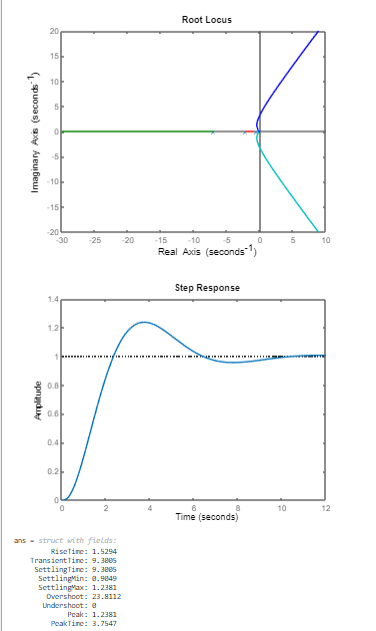 Root Locus
20
15
10
5
0
-5
-10
-15
-20
-30 -25 -20 -15 -10 -5 0 5 10
Imaginary Axis (seconds-1)
Real Axis (seconds-1)
Step Response
1.4
1.2
1
0.8
0.6
0.4
0.2
0
0 2 4 6 8 10 12
Amplitude
Time (seconds)
ans = struct with fields:
RiseTime: 1.5294
TransientTime: 9.3005
SettlingTime: 9.3005
SettlingMin: 0.9049
SettlingMax: 1.2381
Overshoot: 23.8112
Undershoot: 0
Peak: 1.2381
PeakTime: 3.7547